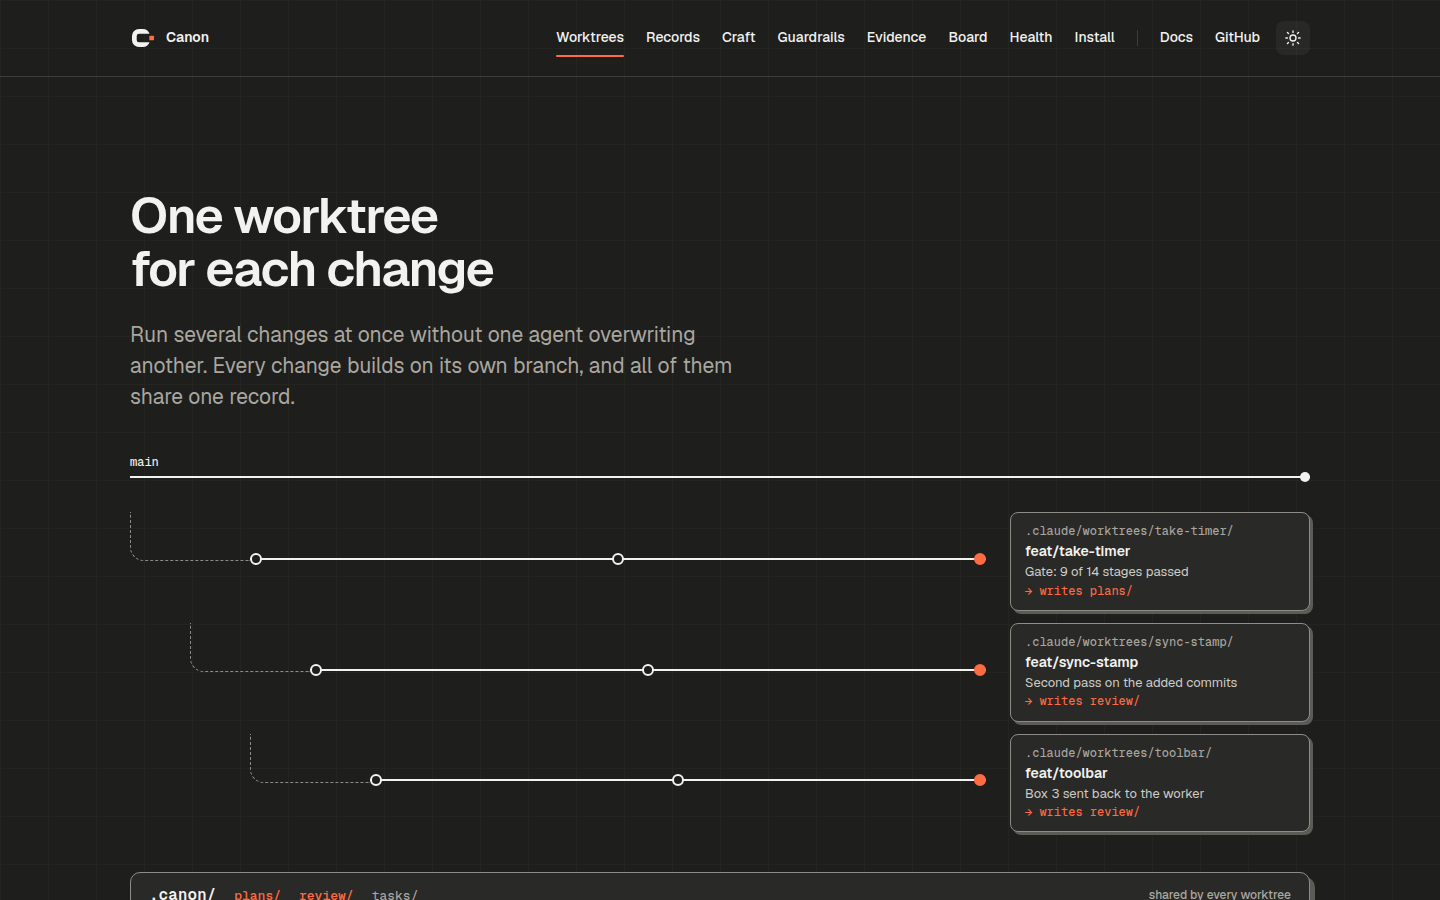 Canon
Worktrees Records Craft Guardrails Evidence Board Health Install Docs GitHub
One worktree
for each change
Run several changes at once without one agent overwriting
another. Every change builds on its own branch, and all of them
share one record.
main
.claude/worktrees/take-timer/
feat/take-timer
Gate: 9 of 14 stages passed
→ writes plans/
.claude/worktrees/sync-stamp/
feat/sync-stamp
Second pass on the added commits
→ writes review/
.claude/worktrees/toolbar/
feat/toolbar
Box 3 sent back to the worker
→ writes review/
.canon/ plans/ review/ tasks/ shared by every worktree